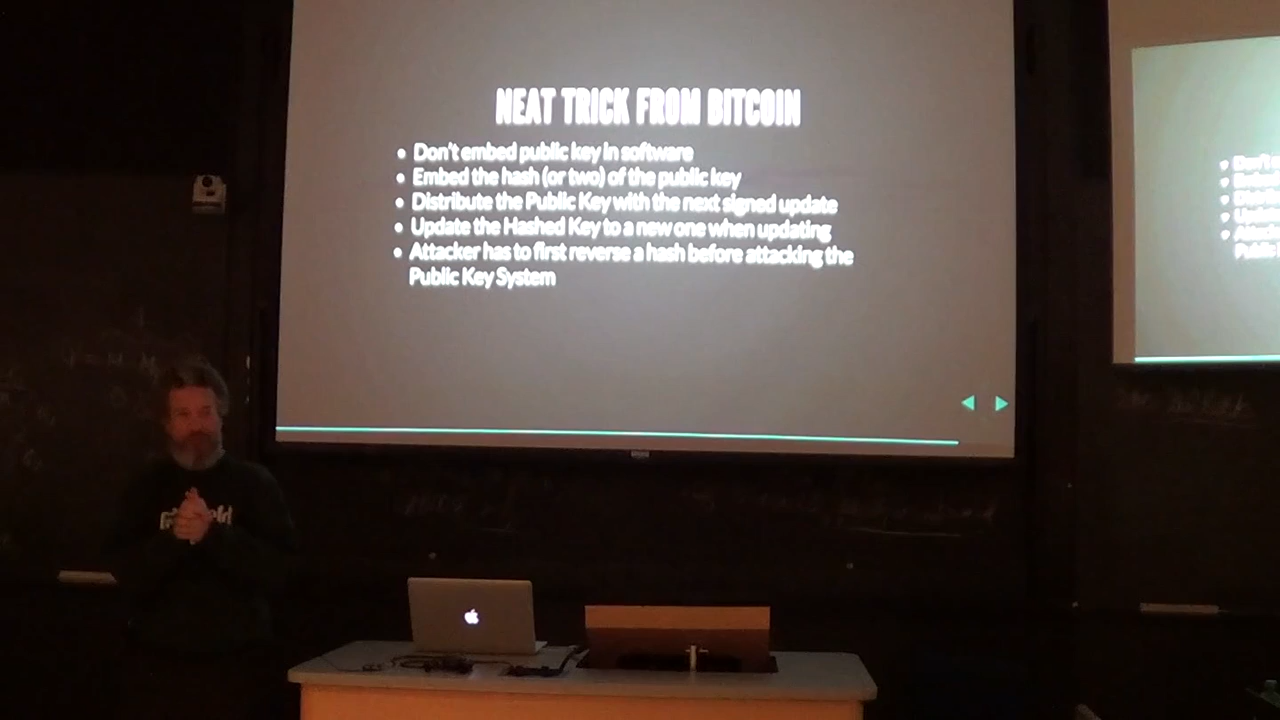 NEAT TRICK FROM BITCOIN
Don't embed public key in software
Embed the hash (or two) of the public key
Distribute the Public Key with the next signed update
Update the Hashed Key to a new one when updating
Attacker has to first reverse a hash before attacking the
Public Key System